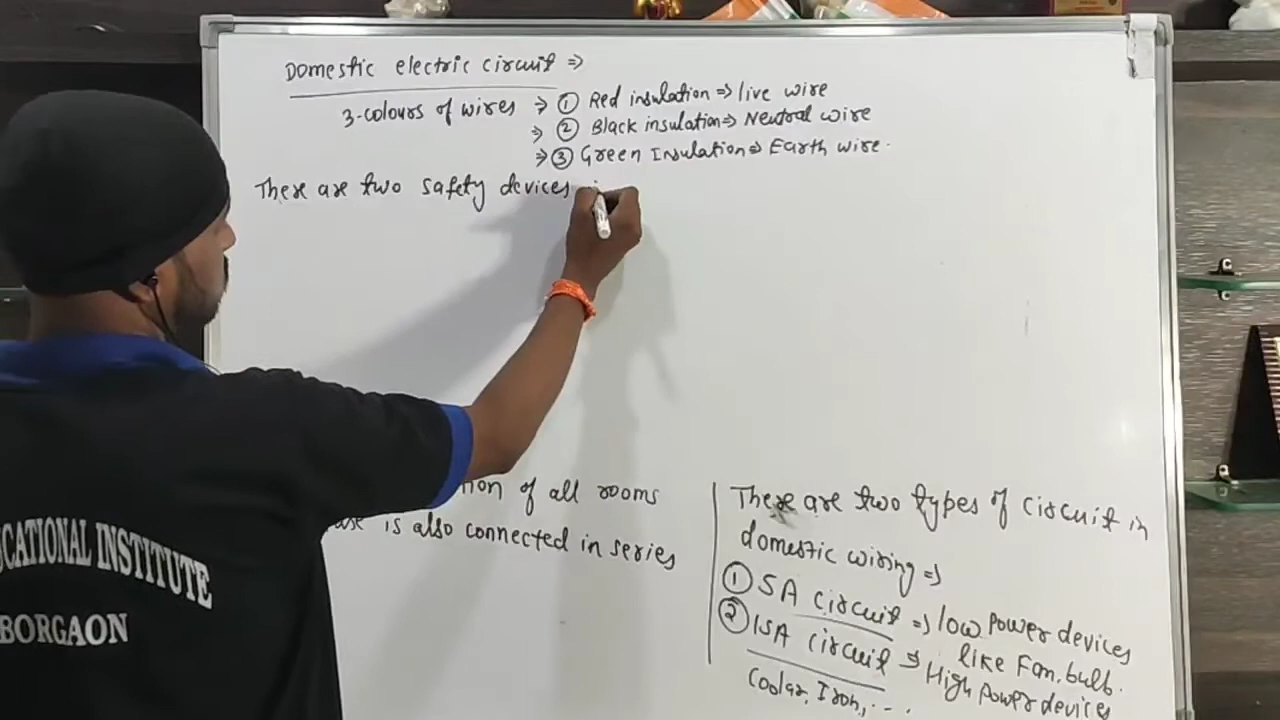 Domestic electric circuit ⇒
3-colours of wires ⇒ ① Red insulation ⇒ live wire
⇒ ② Black insulation ⇒ Neutral wire
⇒ ③ Green Insulation ⇒ Earth wire.
There are two safety devices
of all rooms
is also connected in series
There are two types of circuit in
domestic wiring ⇒
① 5A circuit ⇒ low power devices
like Fan, bulb.
② 15A circuit ⇒ High power devices
Coolar, Iron, ....
CATIONAL INSTITUTE
BORGAON